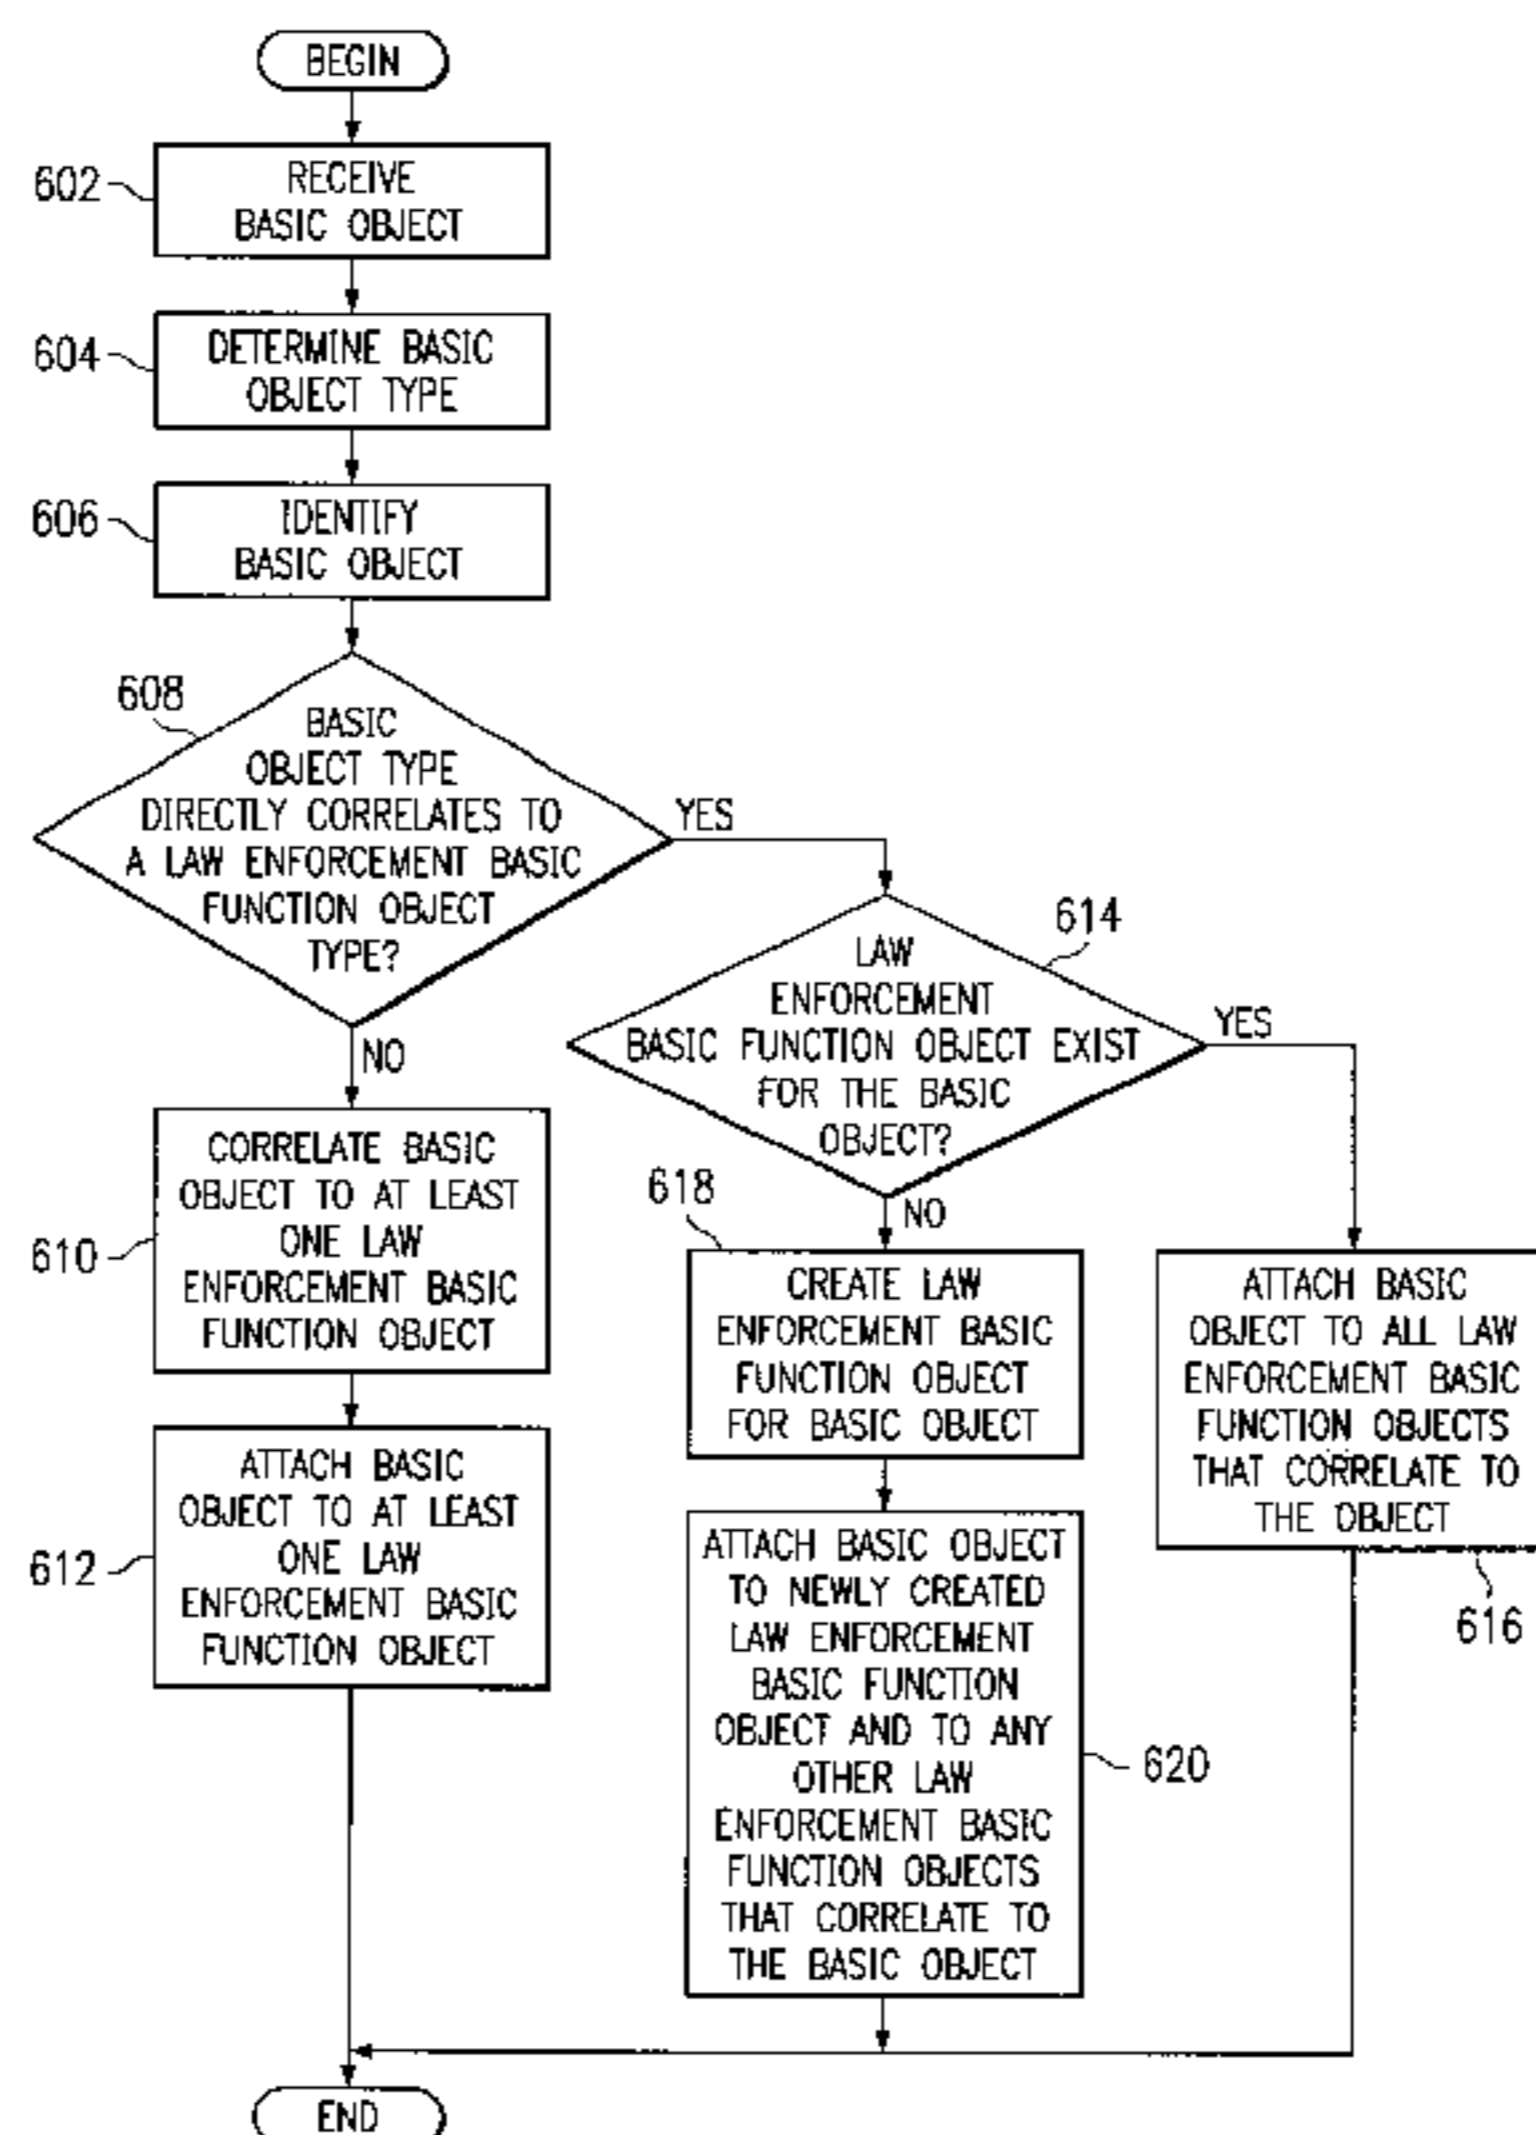 BEGIN
602
RECEIVE
BASIC OBJECT
604
DETERMINE BASIC
OBJECT TYPE
606
IDENTIFY
BASIC OBJECT
608
BASIC
OBJECT TYPE
DIRECTLY CORRELATES TO
A LAW ENFORCEMENT BASIC
FUNCTION OBJECT
TYPE?
YES
NO
614
LAW
ENFORCEMENT
BASIC FUNCTION OBJECT EXIST
FOR THE BASIC
OBJECT?
YES
NO
CORRELATE BASIC
OBJECT TO AT LEAST
ONE LAW
ENFORCEMENT BASIC
FUNCTION OBJECT
610
618
CREATE LAW
ENFORCEMENT BASIC
FUNCTION OBJECT
FOR BASIC OBJECT
ATTACH BASIC
OBJECT TO ALL LAW
ENFORCEMENT BASIC
FUNCTION OBJECTS
THAT CORRELATE TO
THE OBJECT
616
ATTACH BASIC
OBJECT TO AT LEAST
ONE LAW
ENFORCEMENT BASIC
FUNCTION OBJECT
612
ATTACH BASIC OBJECT
TO NEWLY CREATED
LAW ENFORCEMENT
BASIC FUNCTION
OBJECT AND TO ANY
OTHER LAW
ENFORCEMENT BASIC
FUNCTION OBJECTS
THAT CORRELATE TO
THE BASIC OBJECT
620
END